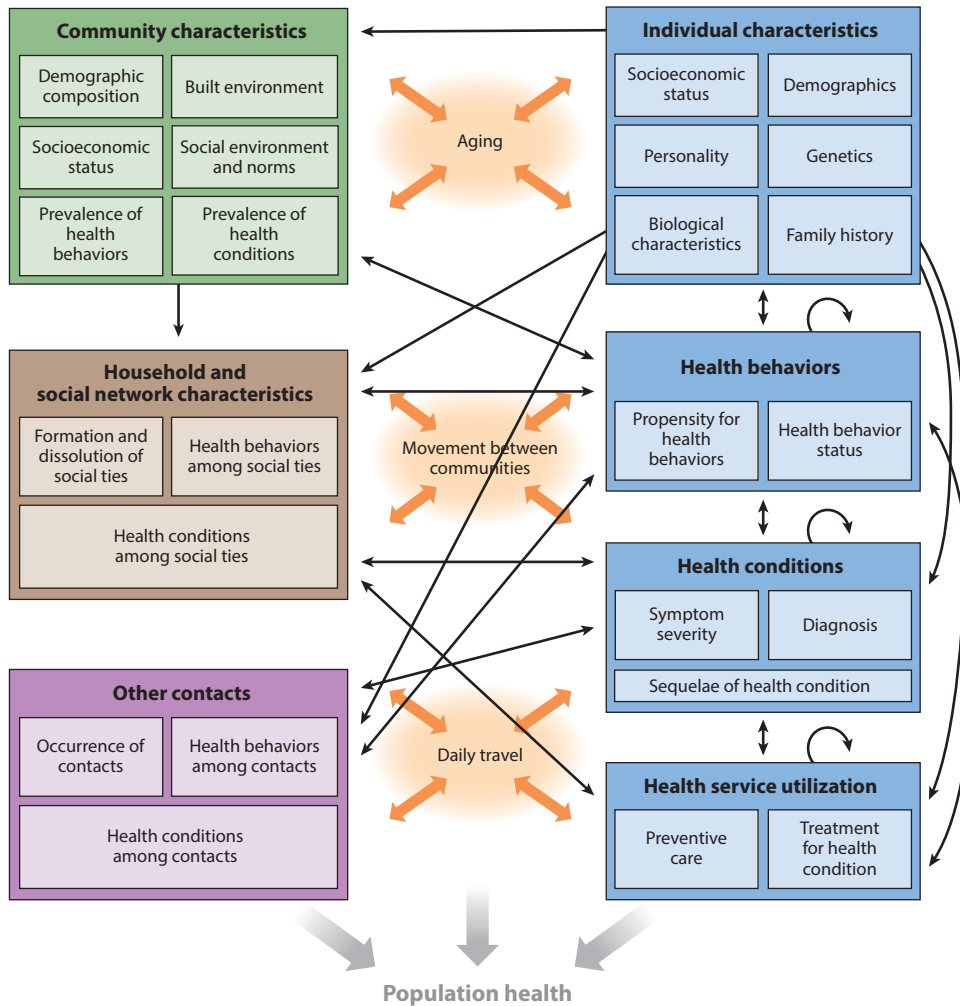 Community characteristics
Demographic
composition
Built environment
Socioeconomic
status
Social environment
and norms
Prevalence of
health
behaviors
Prevalence of
health
conditions
Individual characteristics
Socioeconomic
status
Demographics
Personality
Genetics
Biological
characteristics
Family history
Aging
Household and
social network characteristics
Formation and
dissolution of
social ties
Health behaviors
among social ties
Health conditions
among social ties
Movement between
communities
Health behaviors
Propensity for
health
behaviors
Health behavior
status
Health conditions
Symptom
severity
Diagnosis
Sequelae of health condition
Other contacts
Occurrence of
contacts
Health behaviors
among contacts
Health conditions
among contacts
Daily travel
Health service utilization
Preventive
care
Treatment
for health
condition
Population health